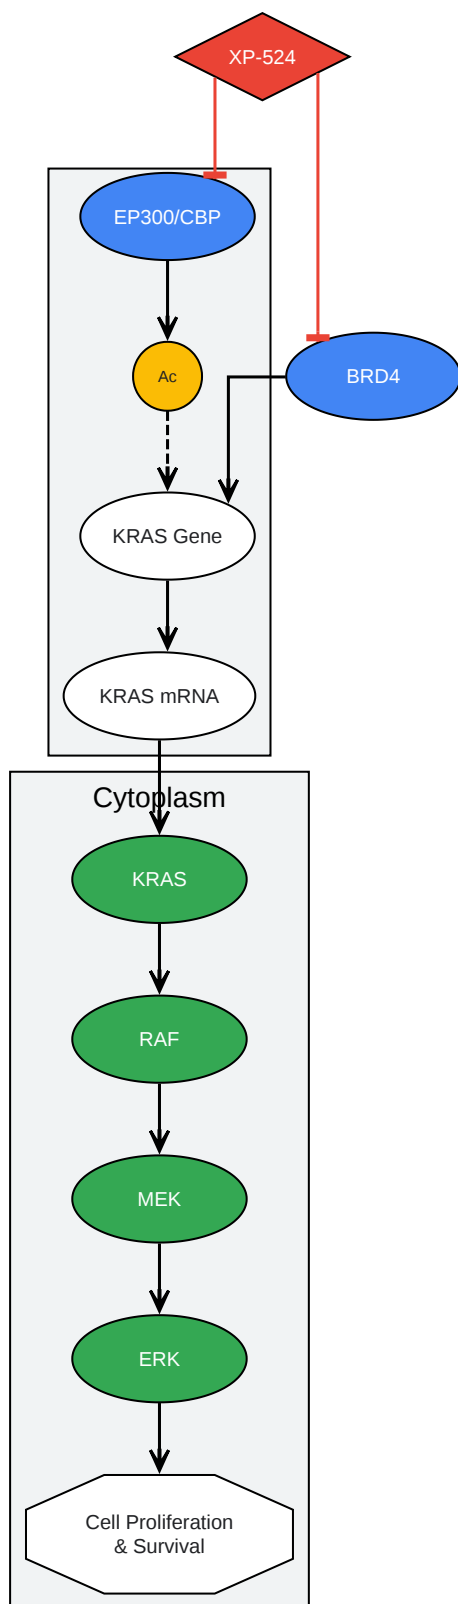 XP-524
EP300/CBP
Ac
BRD4
KRAS Gene
KRAS mRNA
Cytoplasm
KRAS
RAF
MEK
ERK
Cell Proliferation
& Survival